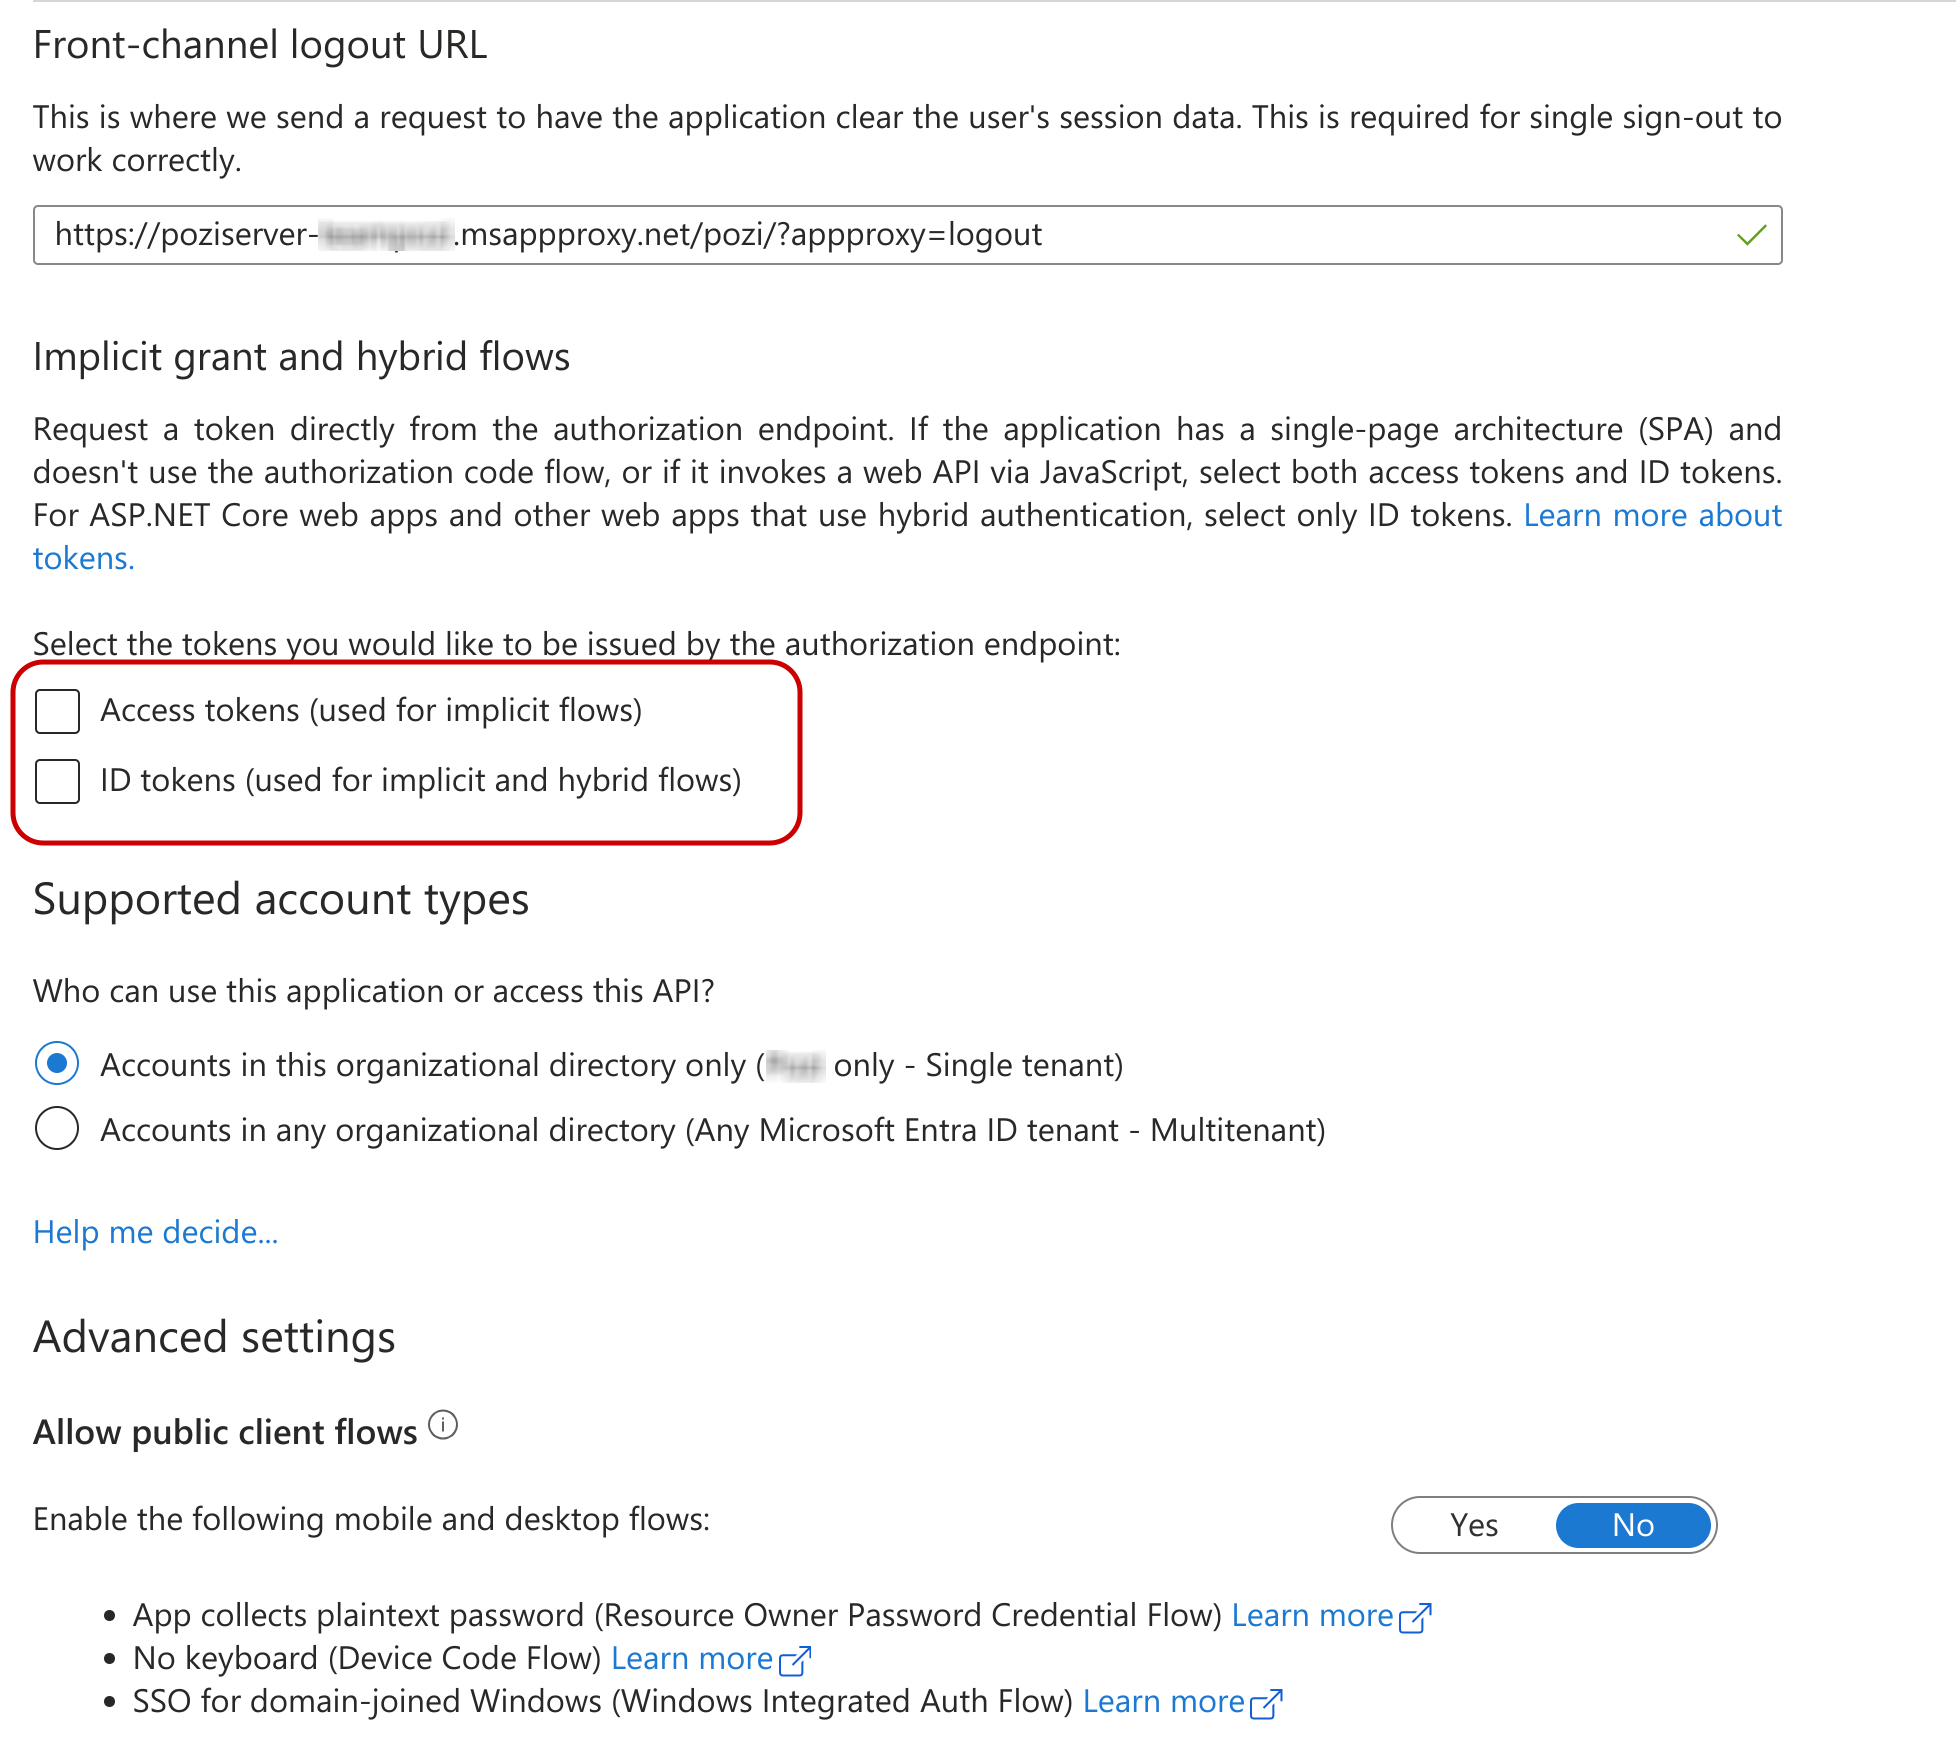 Front-channel logout URL
This is where we send a request to have the application clear the user's session data. This is required for single sign-out to
work correctly.
https://poziserver- .msappproxy.net/pozi/?appproxy=logout
Implicit grant and hybrid flows
Request a token directly from the authorization endpoint. If the application has a single-page architecture (SPA) and
doesn't use the authorization code flow, or if it invokes a web API via JavaScript, select both access tokens and ID tokens.
For ASP.NET Core web apps and other web apps that use hybrid authentication, select only ID tokens. Learn more about
tokens.
Select the tokens you would like to be issued by the authorization endpoint:
Access tokens (used for implicit flows)
ID tokens (used for implicit and hybrid flows)
Supported account types
Who can use this application or access this API?
Accounts in this organizational directory only ( only - Single tenant)
Accounts in any organizational directory (Any Microsoft Entra ID tenant - Multitenant)
Help me decide...
Advanced settings
Allow public client flows
Enable the following mobile and desktop flows:
Yes No
• App collects plaintext password (Resource Owner Password Credential Flow) Learn more
• No keyboard (Device Code Flow) Learn more
• SSO for domain-joined Windows (Windows Integrated Auth Flow) Learn more